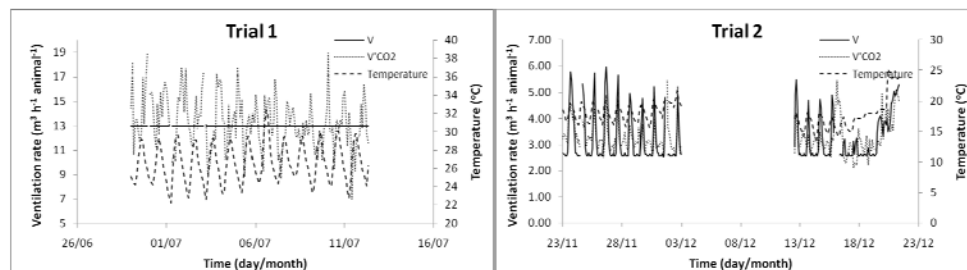 Trial 1
Ventilation rate (m³ h⁻¹ animal⁻¹)
19
17
15
13
11
9
7
5
V
V'CO2
Temperature
40
38
36
34
32
30
28
26
24
22
20
Temperature (°C)
26/06 01/07 06/07 11/07 16/07
Time (day/month)
Trial 2
Ventilation rate (m³ h⁻¹ animal⁻¹)
7.00
6.00
5.00
4.00
3.00
2.00
1.00
0.00
V
V'CO2
Temperature
30
25
20
15
10
5
0
Temperature (°C)
23/11 28/11 03/12 08/12 13/12 18/12 23/12
Time (day/month)